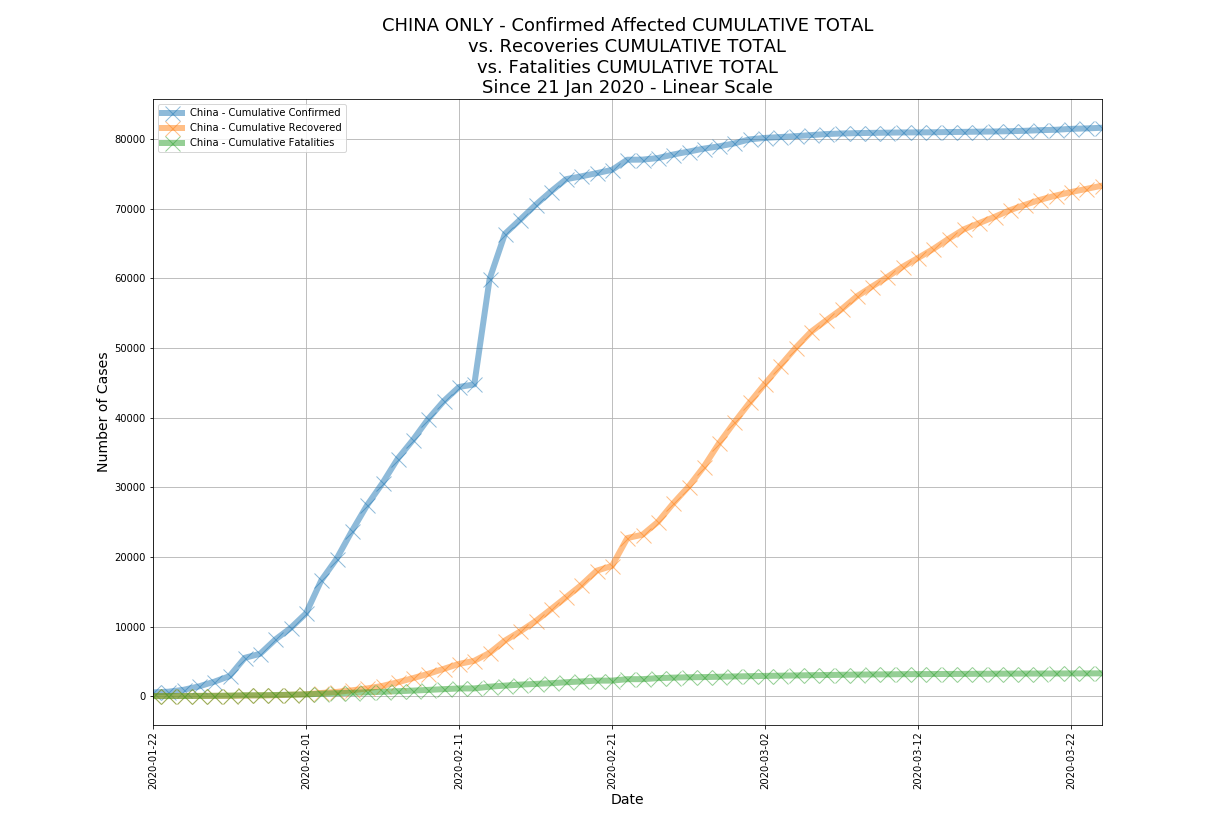 CHINA ONLY - Confirmed Affected CUMULATIVE TOTAL
vs. Recoveries CUMULATIVE TOTAL
vs. Fatalities CUMULATIVE TOTAL
Since 21 Jan 2020 - Linear Scale
China - Cumulative Confirmed
China - Cumulative Recovered
China - Cumulative Fatalities
Number of Cases
80000
70000
60000
50000
40000
30000
20000
10000
0
2020-01-22
2020-02-01
2020-02-11
2020-02-21
2020-03-02
2020-03-12
2020-03-22
Date